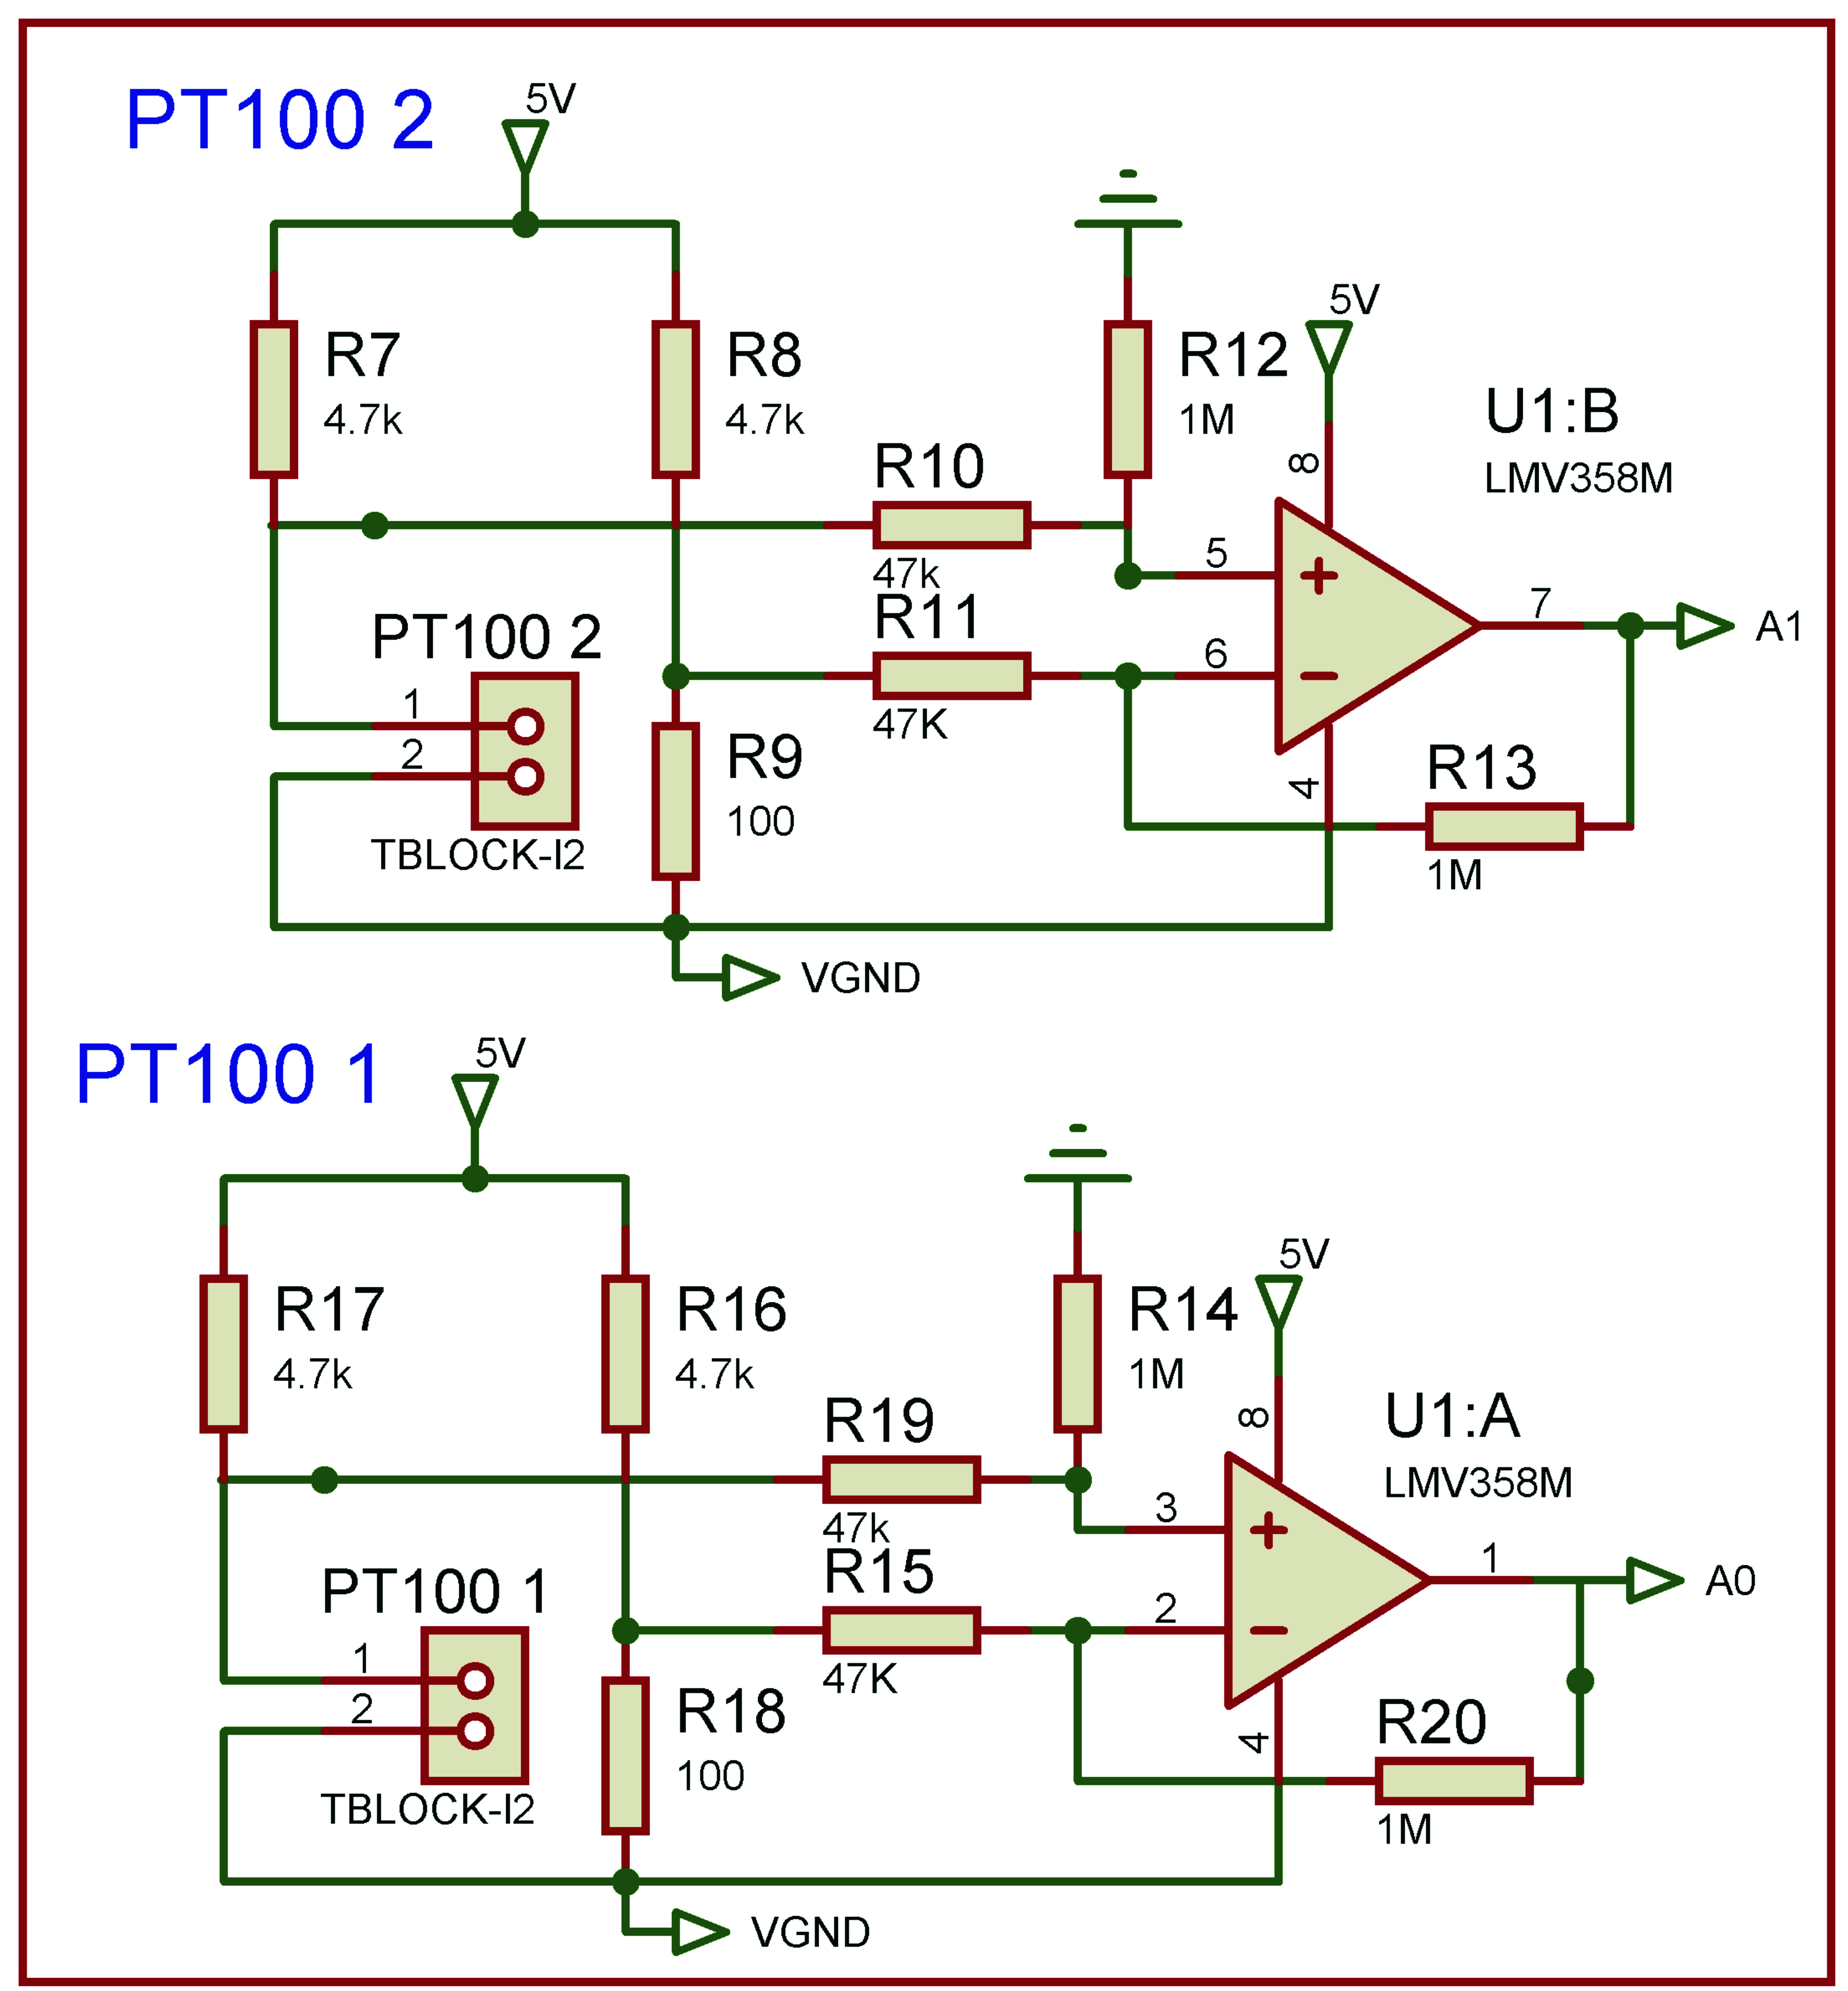 PT100 2
5V
R7
4.7k
R8
4.7k
R12
1M
5V
U1:B
LMV358M
8
R10
47k
5
R11
47K
6
7
A1
PT100 2
1
2
TBLOCK-I2
R9
100
4
R13
1M
VGND
PT100 1
5V
R17
4.7k
R16
4.7k
R14
1M
5V
U1:A
LMV358M
8
R19
47k
3
R15
47K
2
1
A0
PT100 1
1
2
TBLOCK-I2
R18
100
4
R20
1M
VGND